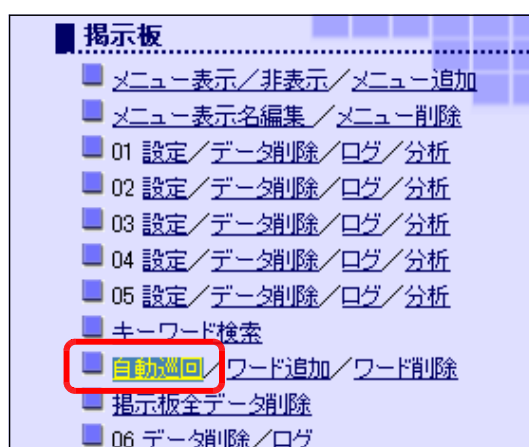 掲示板
メニュー表示／非表示／メニュー追加
メニュー表示名編集／メニュー削除
01 設定／データ削除／ログ／分析
02 設定／データ削除／ログ／分析
03 設定／データ削除／ログ／分析
04 設定／データ削除／ログ／分析
05 設定／データ削除／ログ／分析
キーワード検索
自動巡回／ワード追加／ワード削除
掲示板全データ削除
06 データ削除／ログ